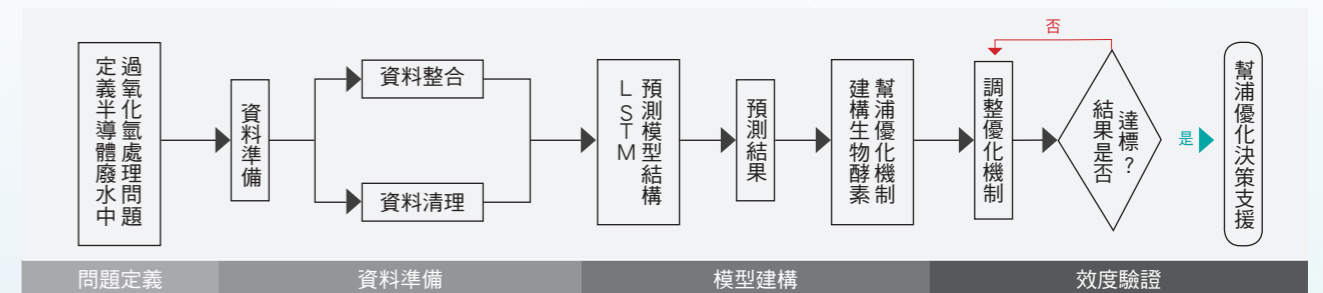 定義半導體廢水中
過氧化氫處理問題
資料準備
資料整合
資料清理
LSTM
預測模型結構
預測結果
建構生物酵素
幫浦優化機制
調整優化機制
結果是否
達標？
否
是
幫浦優化決策支援
問題定義
資料準備
模型建構
效度驗證